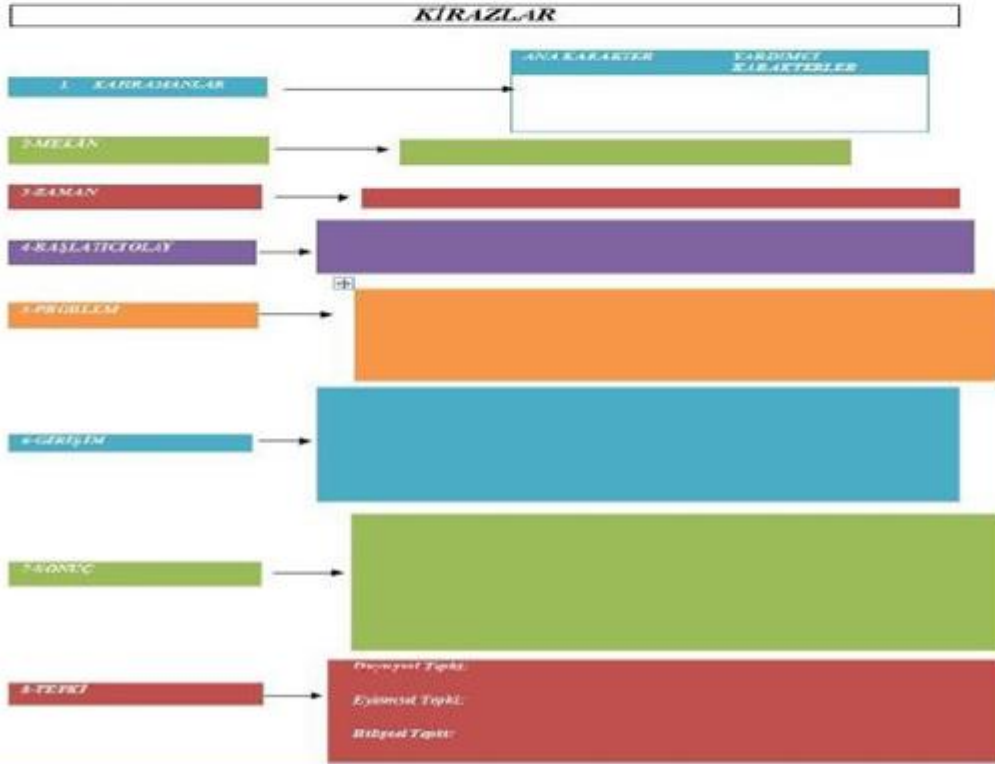 KİRAZLAR
ANA KARAKTER YARDIMCI
KARAKTERLER
1. KAHRAMANLAR
2-MEKÂN
3-ZAMAN
4-BAŞLATICI OLAY
5-PROBLEM
6-GİRİŞİM
7-SONUÇ
8-TEPKİ
Duygusal Tepki:
Eylemsel Tepki:
Bilişsel Tepki: